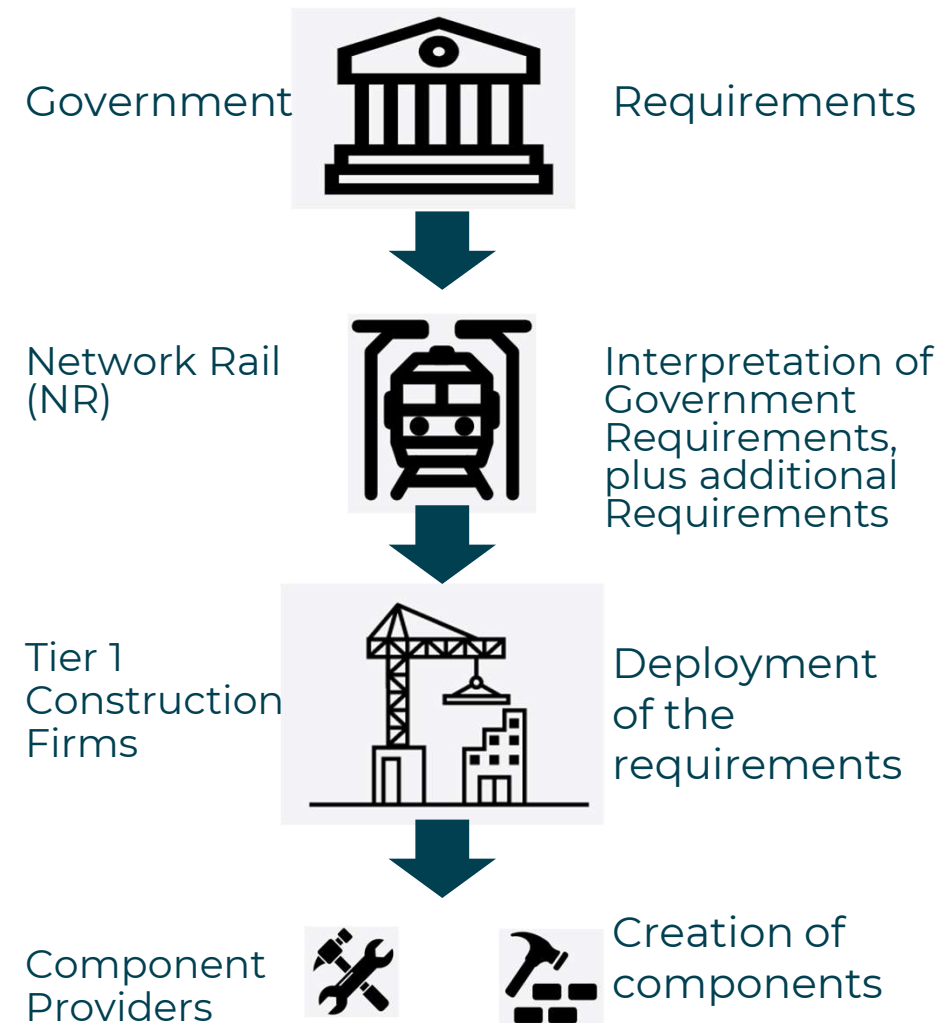 Government
Requirements
Network Rail
(NR)
Interpretation of
Government
Requirements,
plus additional
Requirements
Tier 1
Construction
Firms
Deployment
of the
requirements
Component
Providers
Creation of
components